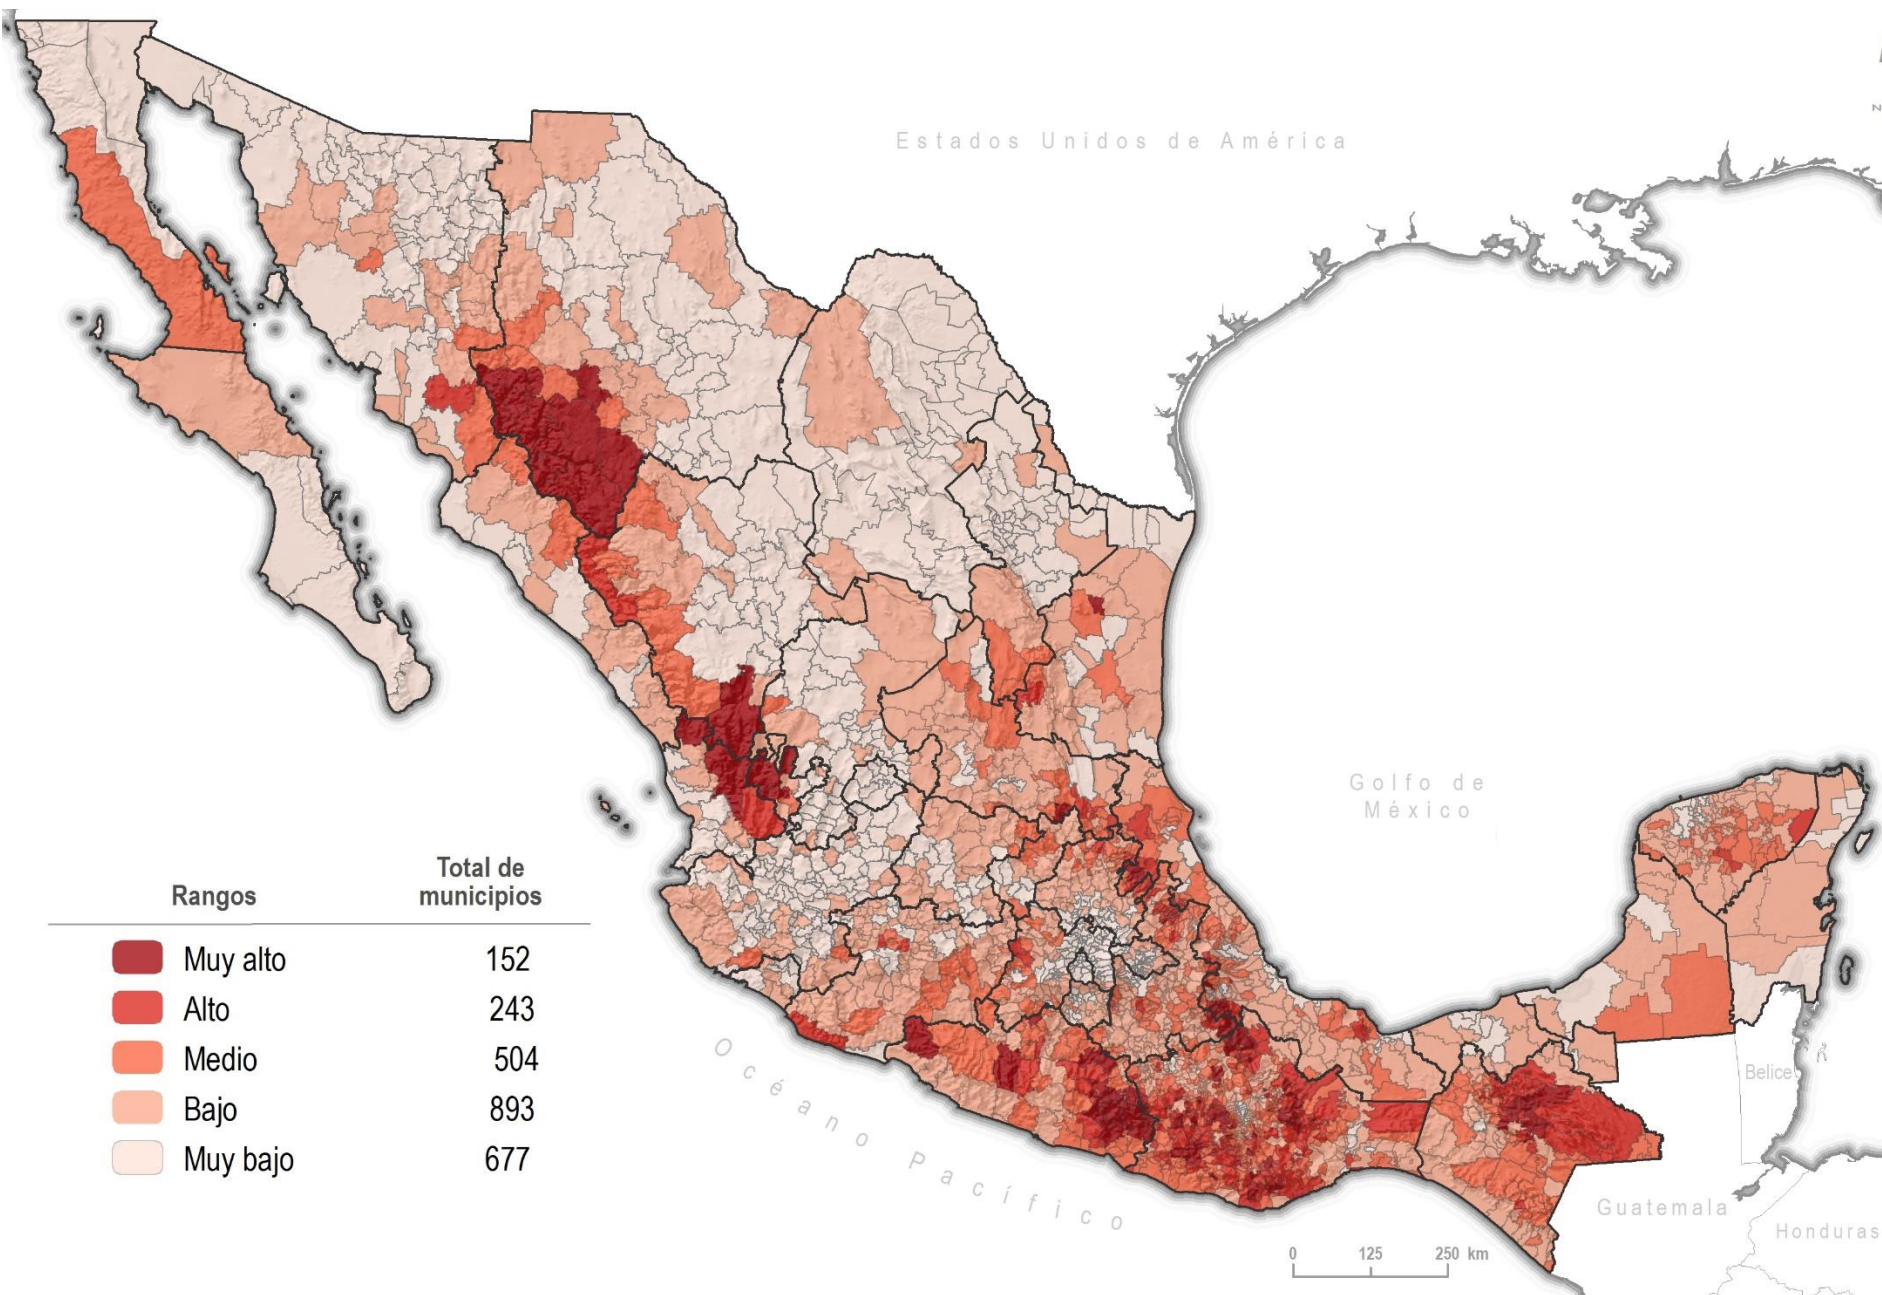 Estados Unidos de América
N
Golfo de
México
Rangos
Total de
municipios
Muy alto 152
Alto 243
Medio 504
Bajo 893
Muy bajo 677
Océano Pacífico
Belice
Guatemala
Honduras
0 125 250 km